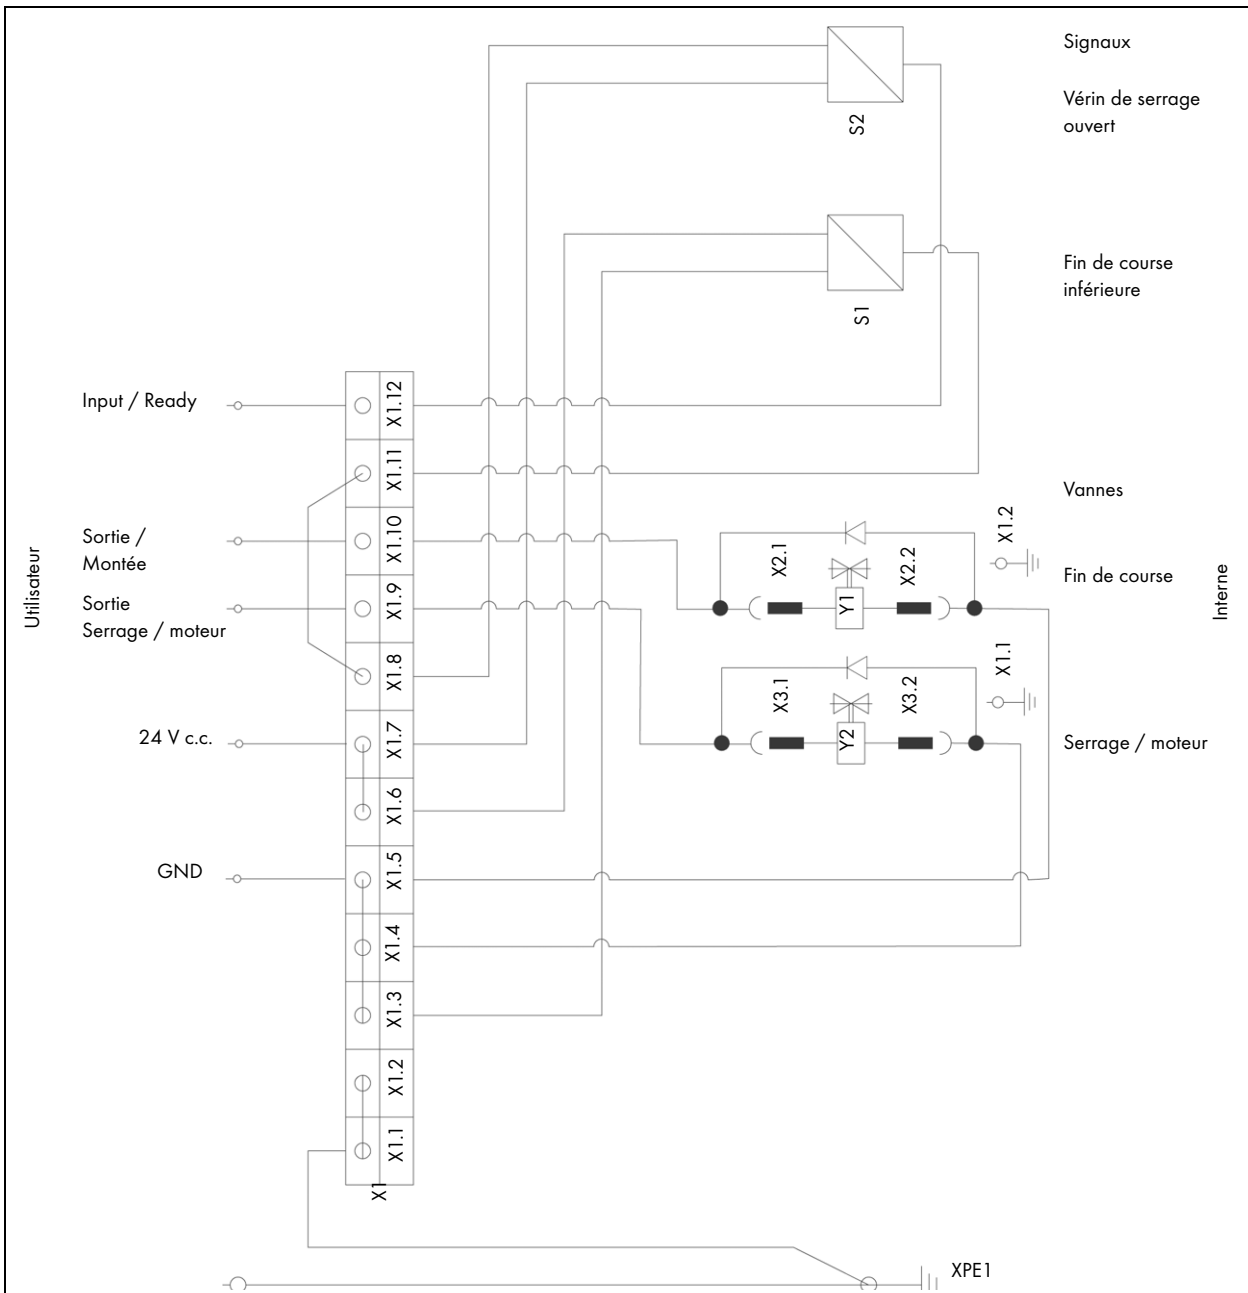 Signaux
Vérin de serrage
ouvert
S2
Fin de course
inférieure
S1
Input / Ready
X1.12
X1.11
Vannes
Sortie /
Montée
X1.10
X2.1
X2.2
X1.2
Utilisateur
Sortie
Serrage / moteur
X1.9
Y1
Fin de course
Interne
X1.8
X3.1
X3.2
X1.1
24 V c.c.
X1.7
Y2
Serrage / moteur
X1.6
GND
X1.5
X1.4
X1.3
X1.2
X1.1
X1
XPE1